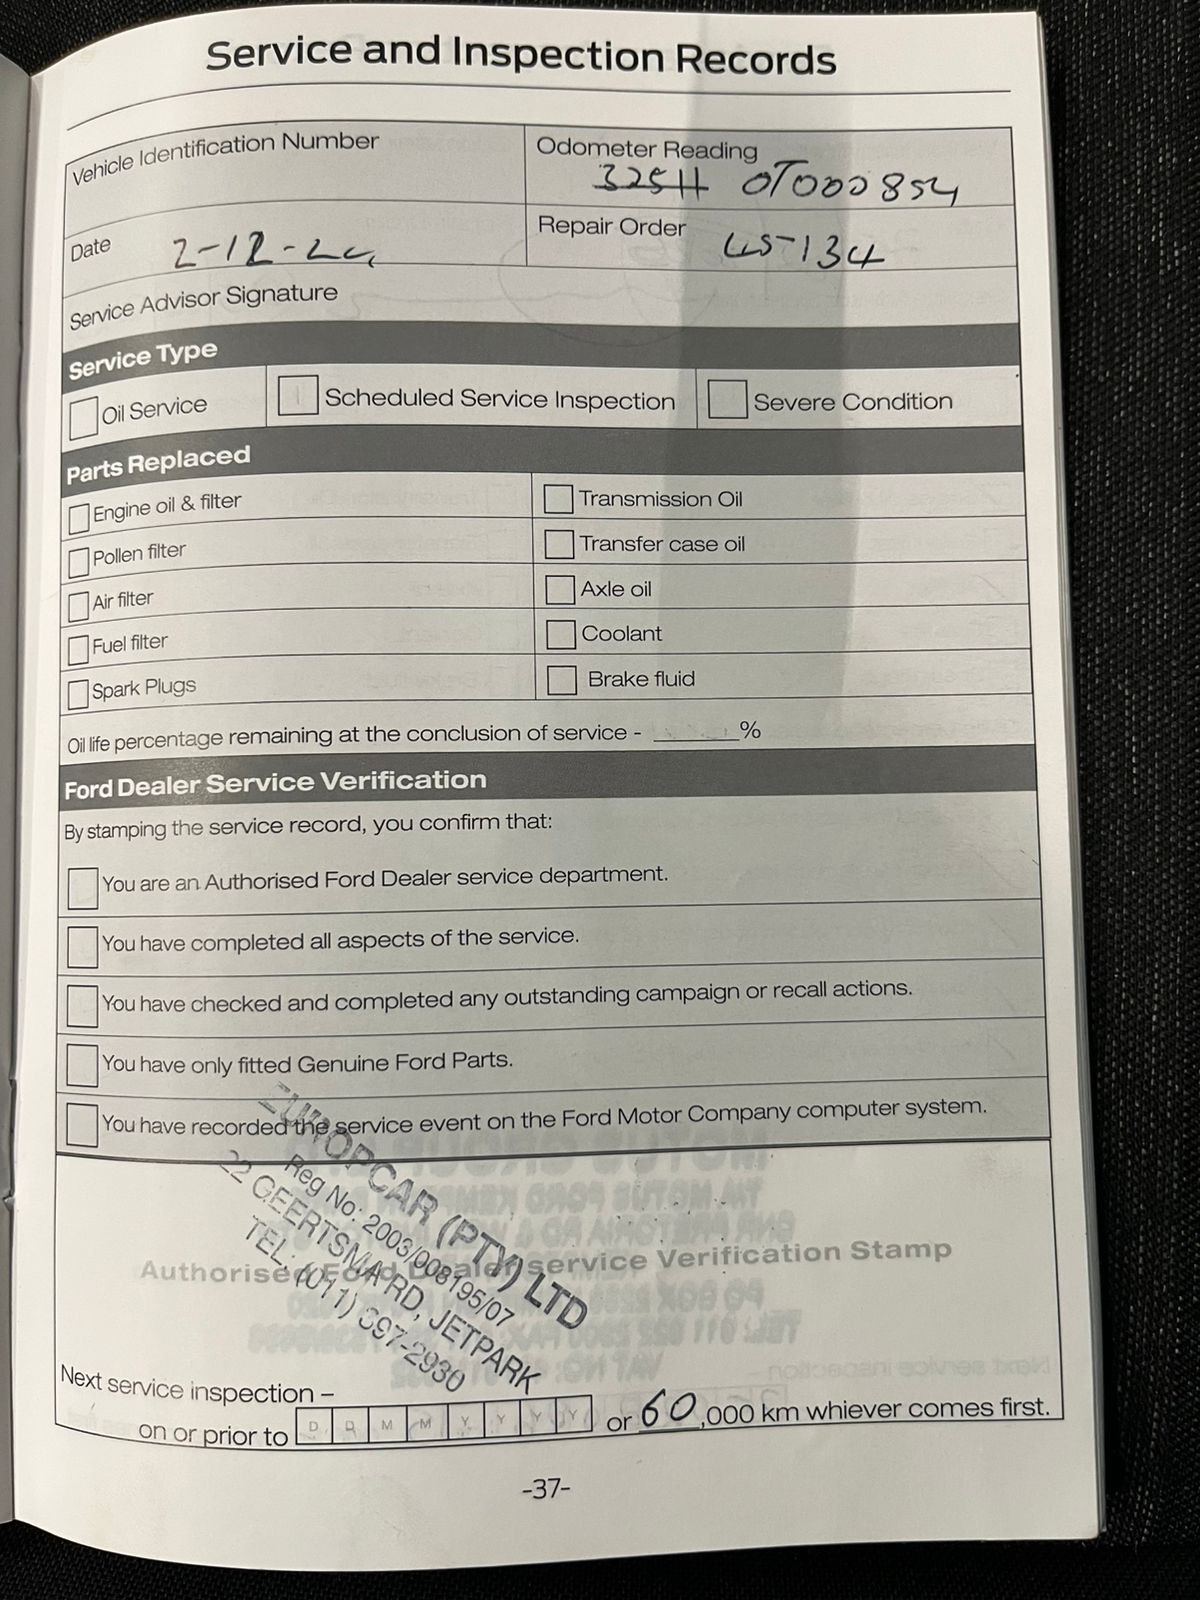 Service and Inspection Records
Vehicle Identification Number
Odometer Reading
325H 0T000854
Date 2-12-24
Repair Order 45-134
Service Advisor Signature
Service Type
Oil Service
Scheduled Service Inspection
Severe Condition
Parts Replaced
Engine oil & filter
Transmission Oil
Pollen filter
Transfer case oil
Air filter
Axle oil
Fuel filter
Coolant
Spark Plugs
Brake fluid
Oil life percentage remaining at the conclusion of service - ______%
Ford Dealer Service Verification
By stamping the service record, you confirm that:
You are an Authorised Ford Dealer service department.
You have completed all aspects of the service.
You have checked and completed any outstanding campaign or recall actions.
You have only fitted Genuine Ford Parts.
You have recorded the service event on the Ford Motor Company computer system.
EUROPCAR (PTY) LTD
Reg No: 2003/008195/07
22 GEERTSMA RD, JETPARK
TEL: (011) 397-2930
Authorised Ford Dealer service Verification Stamp
Next service inspection –
on or prior to D D M M Y Y Y Y or 60,000 km whiever comes first.
-37-